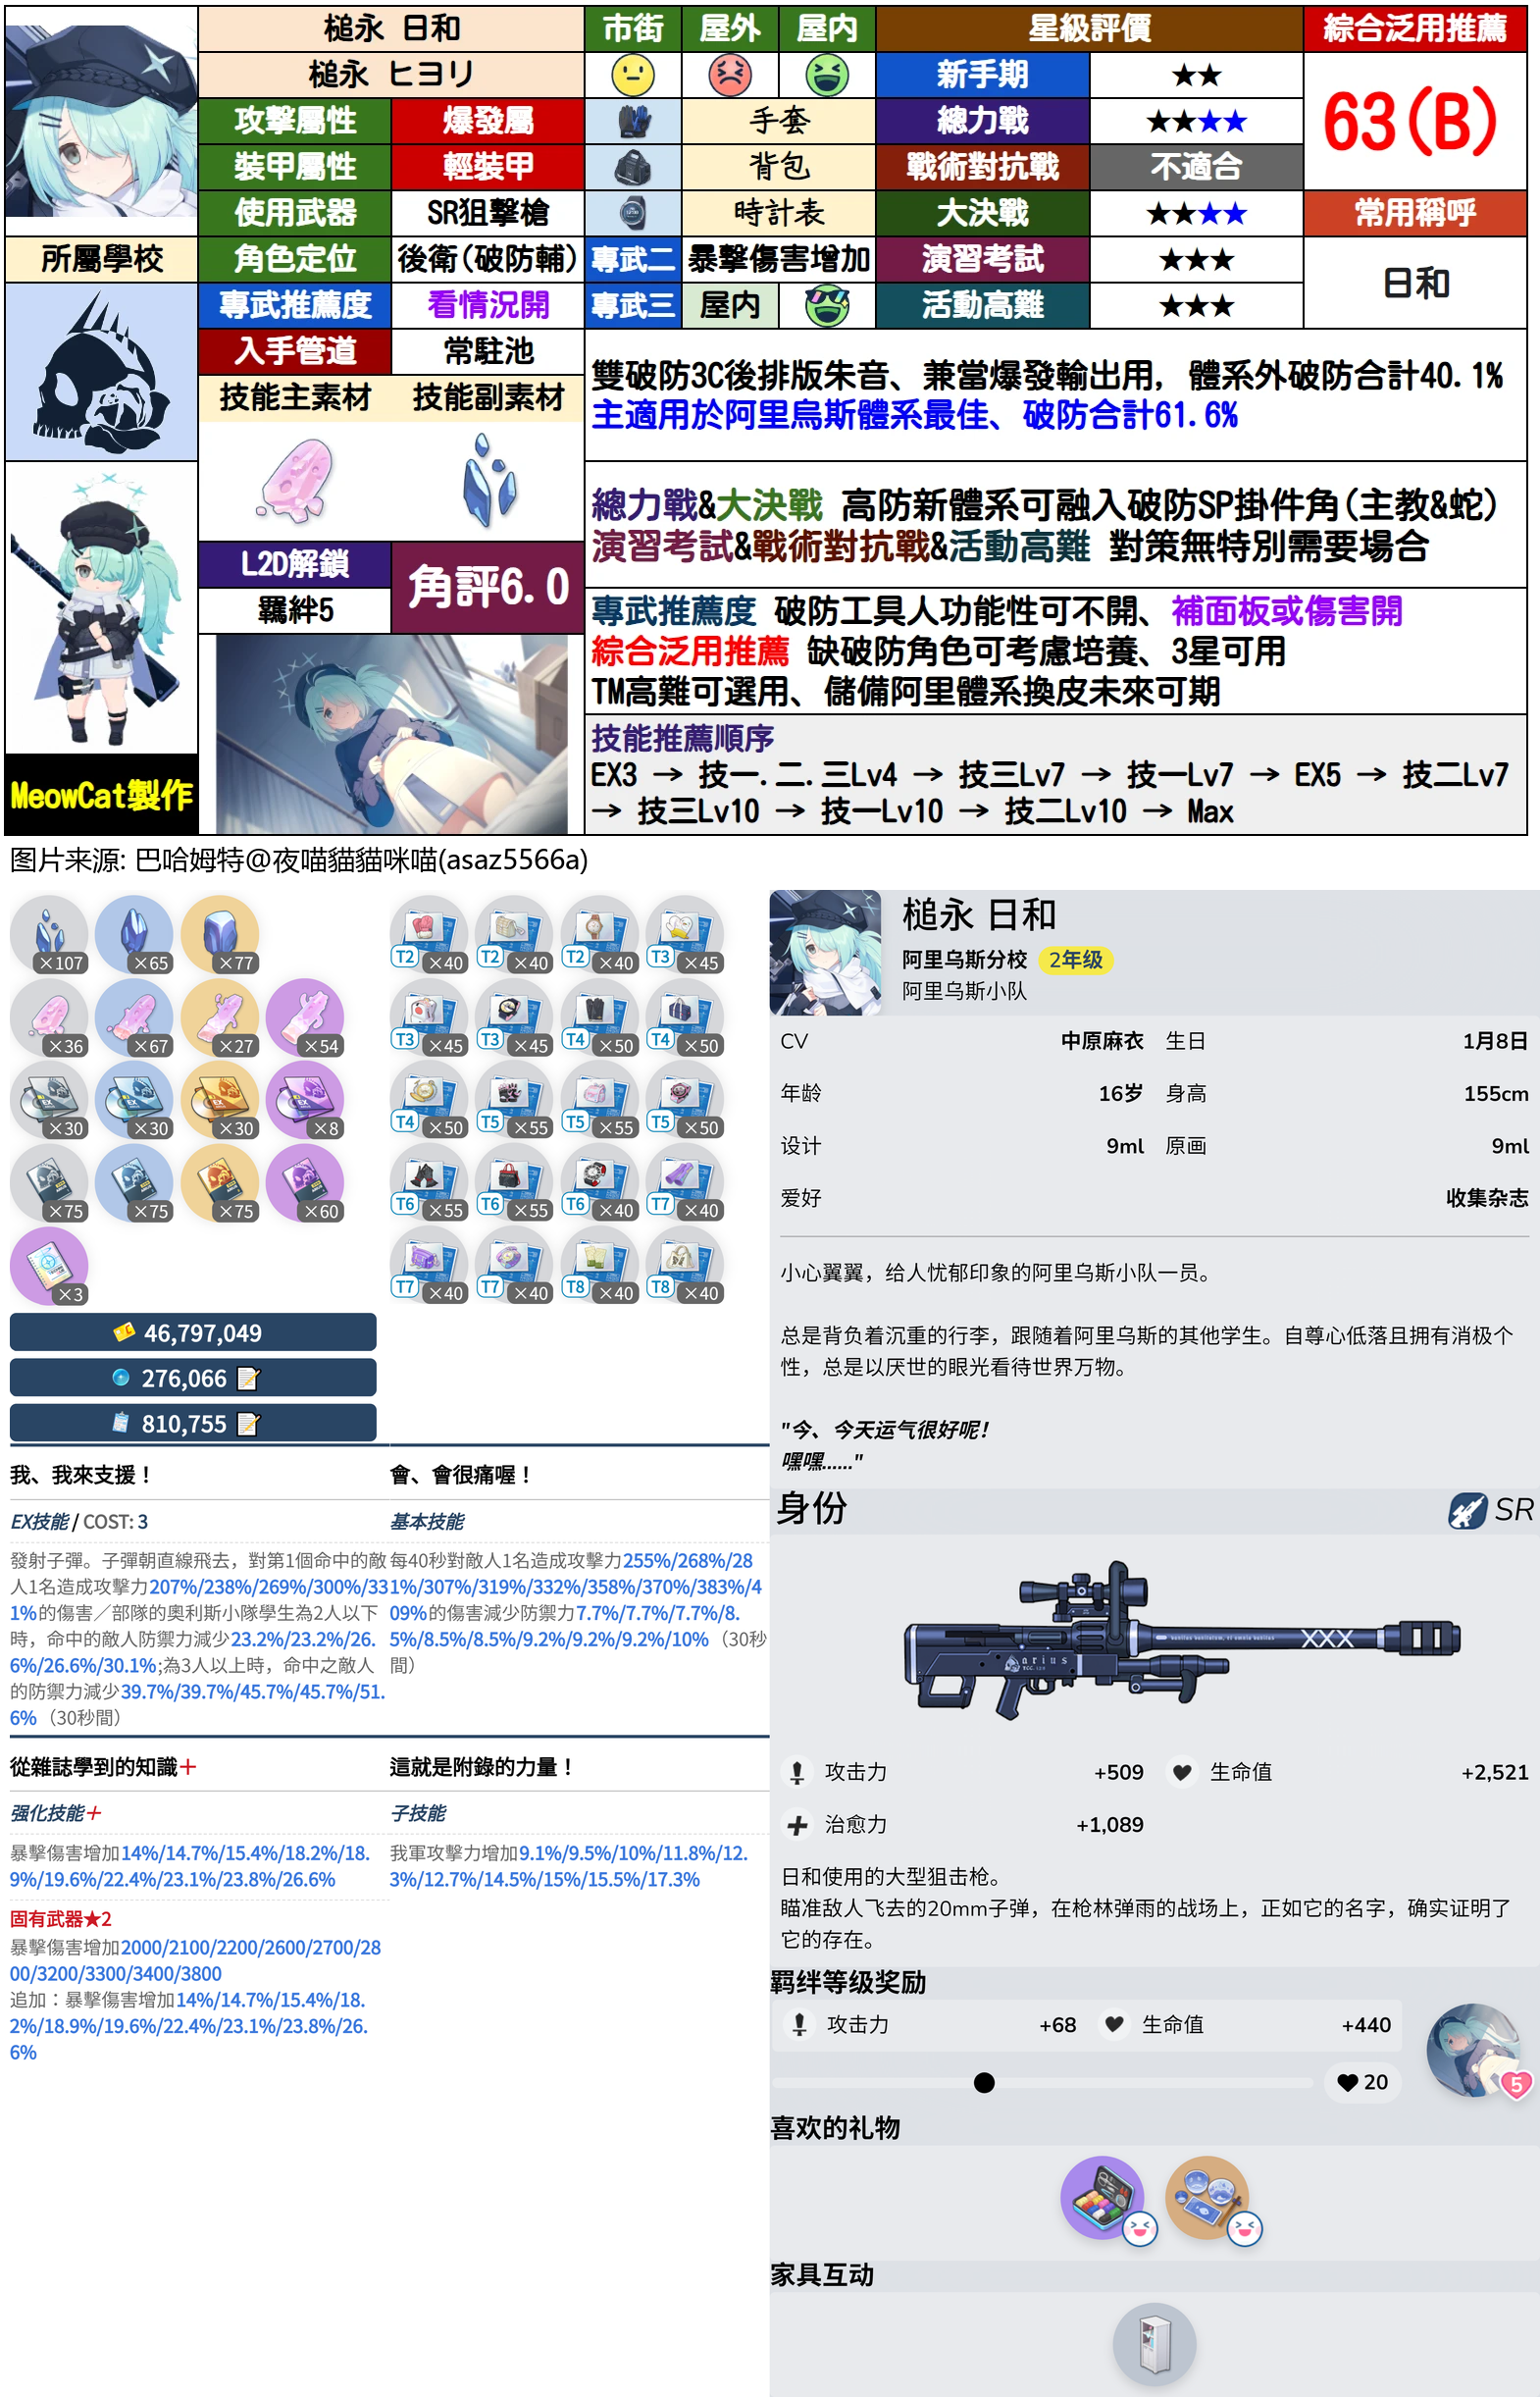 槌永 日和
槌永 ヒヨリ
市街 屋外 屋内
星級評價
綜合泛用推薦
新手期 ★★
63(B)
攻擊屬性 爆發屬
手套
總力戰 ★★★★
裝甲屬性 輕裝甲
背包
戰術對抗戰 不適合
使用武器 SR狙擊槍
時計表
大決戰 ★★★★
常用稱呼
所屬學校
角色定位 後衛(破防輔)
專武二 暴擊傷害增加
演習考試 ★★★
日和
專武推薦度 看情況開
專武三 屋内
活動高難 ★★★
入手管道 常駐池
技能主素材 技能副素材
雙破防3C後排版朱音、兼當爆發輸出用, 體系外破防合計40.1%
主適用於阿里烏斯體系最佳、破防合計61.6%
總力戰&大決戰 高防新體系可融入破防SP掛件角(主教&蛇)
演習考試&戰術對抗戰&活動高難 對策無特別需要場合
L2D解鎖
羈絆5
角評6.0
專武推薦度 破防工具人功能性可不開、補面板或傷害開
綜合泛用推薦 缺破防角色可考慮培養、3星可用
TM高難可選用、儲備阿里體系換皮未來可期
技能推薦順序
EX3 → 技一.二.三Lv4 → 技三Lv7 → 技一Lv7 → EX5 → 技二Lv7
→ 技三Lv10 → 技一Lv10 → 技二Lv10 → Max
MeowCat製作
图片来源: 巴哈姆特@夜喵貓貓咪喵(asaz5566a)
×107 ×65 ×77
×36 ×67 ×27 ×54
×30 ×30 ×30 ×8
×75 ×75 ×75 ×60
×3
46,797,049
276,066
810,755
T2 ×40 T2 ×40 T2 ×40 T3 ×45
T3 ×45 T3 ×45 T4 ×50 T4 ×50
T4 ×50 T5 ×55 T5 ×55 T5 ×50
T6 ×55 T6 ×55 T6 ×40 T7 ×40
T7 ×40 T7 ×40 T8 ×40 T8 ×40
我、我來支援！
EX技能 / COST: 3
發射子彈。子彈朝直線飛去，對第1個命中的敵
人1名造成攻擊力207%/238%/269%/300%/33
1%的傷害／部隊的奧利斯小隊學生為2人以下
時，命中的敵人防禦力減少23.2%/23.2%/26.
6%/26.6%/30.1%;為3人以上時，命中之敵人
的防禦力減少39.7%/39.7%/45.7%/45.7%/51.
6%（30秒間）
會、會很痛喔！
基本技能
每40秒對敵人1名造成攻擊力255%/268%/28
1%/307%/319%/332%/358%/370%/383%/4
09%的傷害減少防禦力7.7%/7.7%/7.7%/8.
5%/8.5%/8.5%/9.2%/9.2%/9.2%/10%（30秒
間）
從雜誌學到的知識＋
强化技能＋
暴擊傷害增加14%/14.7%/15.4%/18.2%/18.
9%/19.6%/22.4%/23.1%/23.8%/26.6%
固有武器★2
暴擊傷害增加2000/2100/2200/2600/2700/28
00/3200/3300/3400/3800
追加：暴擊傷害增加14%/14.7%/15.4%/18.
2%/18.9%/19.6%/22.4%/23.1%/23.8%/26.
6%
這就是附錄的力量！
子技能
我軍攻擊力增加9.1%/9.5%/10%/11.8%/12.
3%/12.7%/14.5%/15%/15.5%/17.3%
槌永 日和
阿里乌斯分校 2年级
阿里乌斯小队
CV 中原麻衣 生日 1月8日
年龄 16岁 身高 155cm
设计 9ml 原画 9ml
爱好 收集杂志
小心翼翼，给人忧郁印象的阿里乌斯小队一员。
总是背负着沉重的行李，跟随着阿里乌斯的其他学生。自尊心低落且拥有消极个
性，总是以厌世的眼光看待世界万物。
"今、今天运气很好呢！
嘿嘿......"
身份 SR
arius
XXX
攻击力 +509 生命值 +2,521
治愈力 +1,089
日和使用的大型狙击枪。
瞄准敌人飞去的20mm子弹，在枪林弹雨的战场上，正如它的名字，确实证明了
它的存在。
羁绊等级奖励
攻击力 +68 生命值 +440
20
5
喜欢的礼物
家具互动